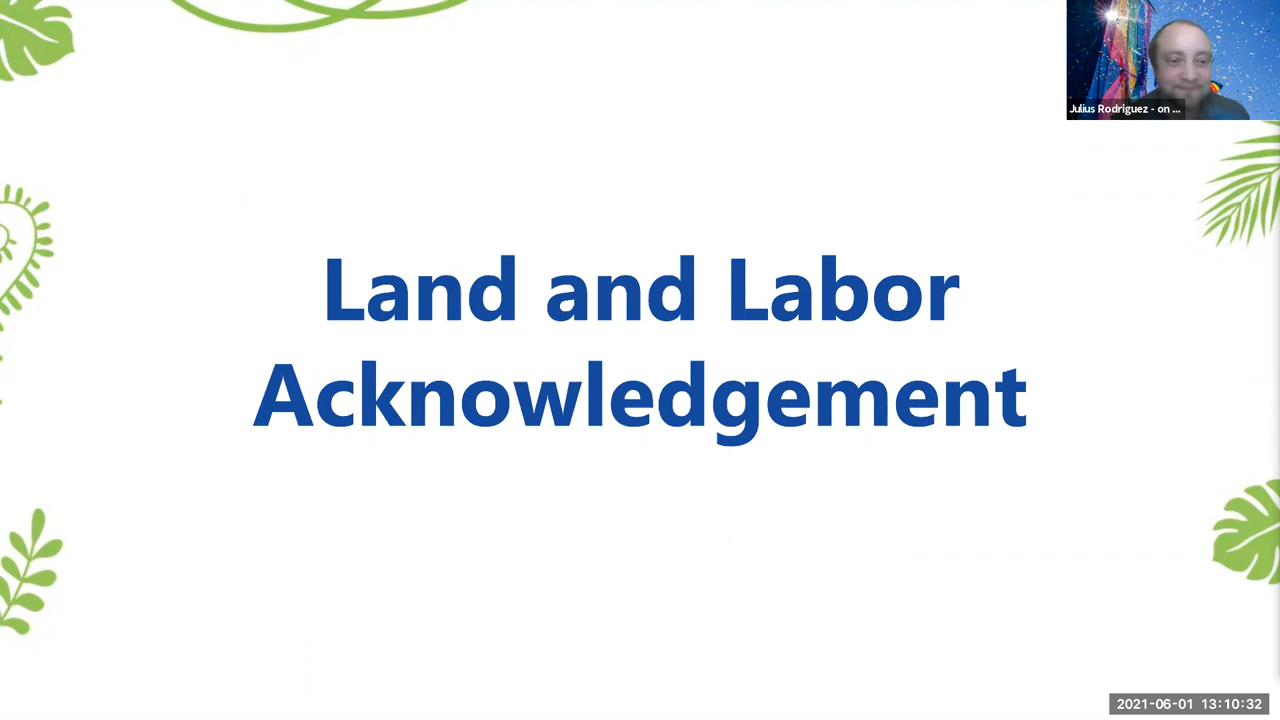 Julius Rodriguez - on ...
Land and Labor
Acknowledgement
2021-06-01 13:10:32